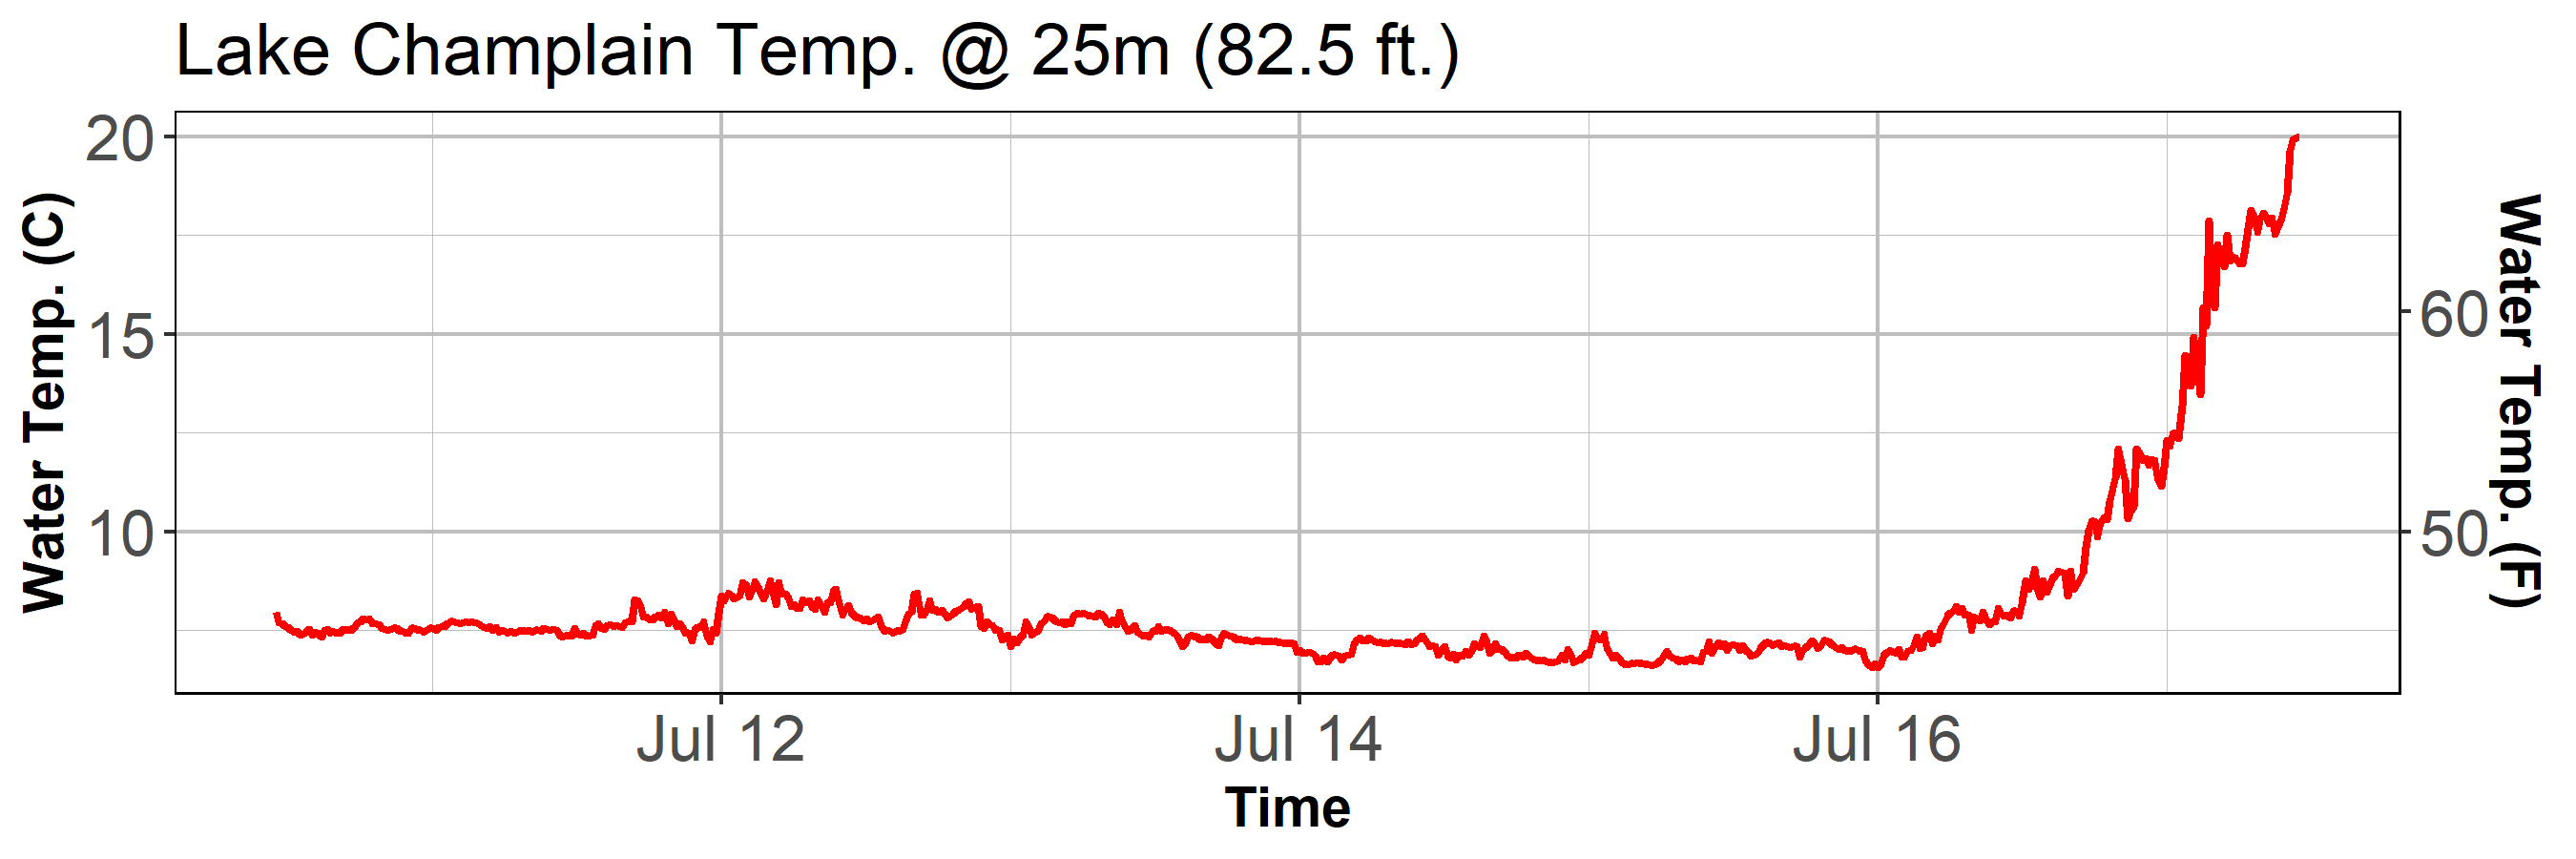 Lake Champlain Temp. @ 25m (82.5 ft.)
Water Temp. (C)
20
15
10
60
50
Water Temp. (F)
Jul 12 Jul 14 Jul 16
Time